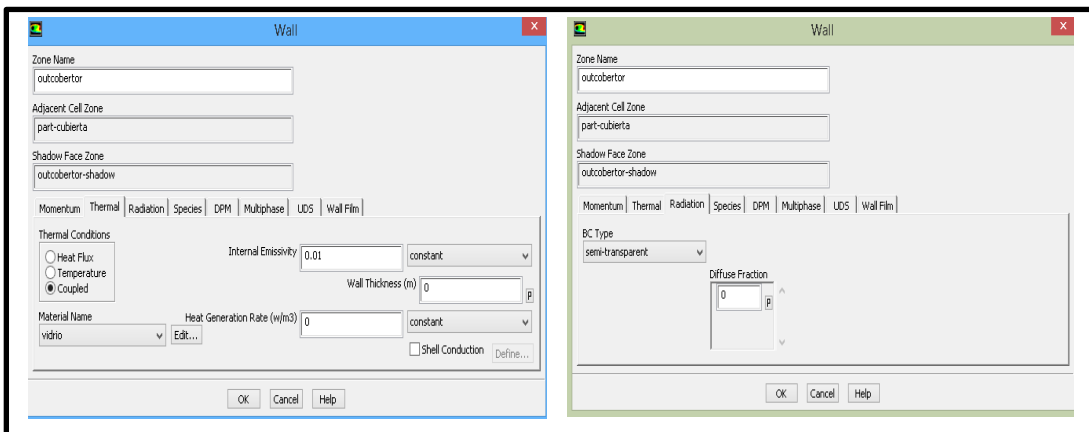 Wall
Zone Name
outcobertor
Adjacent Cell Zone
part-cubierta
Shadow Face Zone
outcobertor-shadow
Momentum Thermal Radiation Species DPM Multiphase UDS Wall Film
Thermal Conditions
Heat Flux
Temperature
Coupled
Internal Emissivity 0.01 constant
Wall Thickness (m) 0 P
Material Name
vidrio Edit...
Heat Generation Rate (w/m3) 0 constant
Shell Conduction Define...
OK Cancel Help
Wall
Zone Name
outcobertor
Adjacent Cell Zone
part-cubierta
Shadow Face Zone
outcobertor-shadow
Momentum Thermal Radiation Species DPM Multiphase UDS Wall Film
BC Type
semi-transparent
Diffuse Fraction
0 P
OK Cancel Help